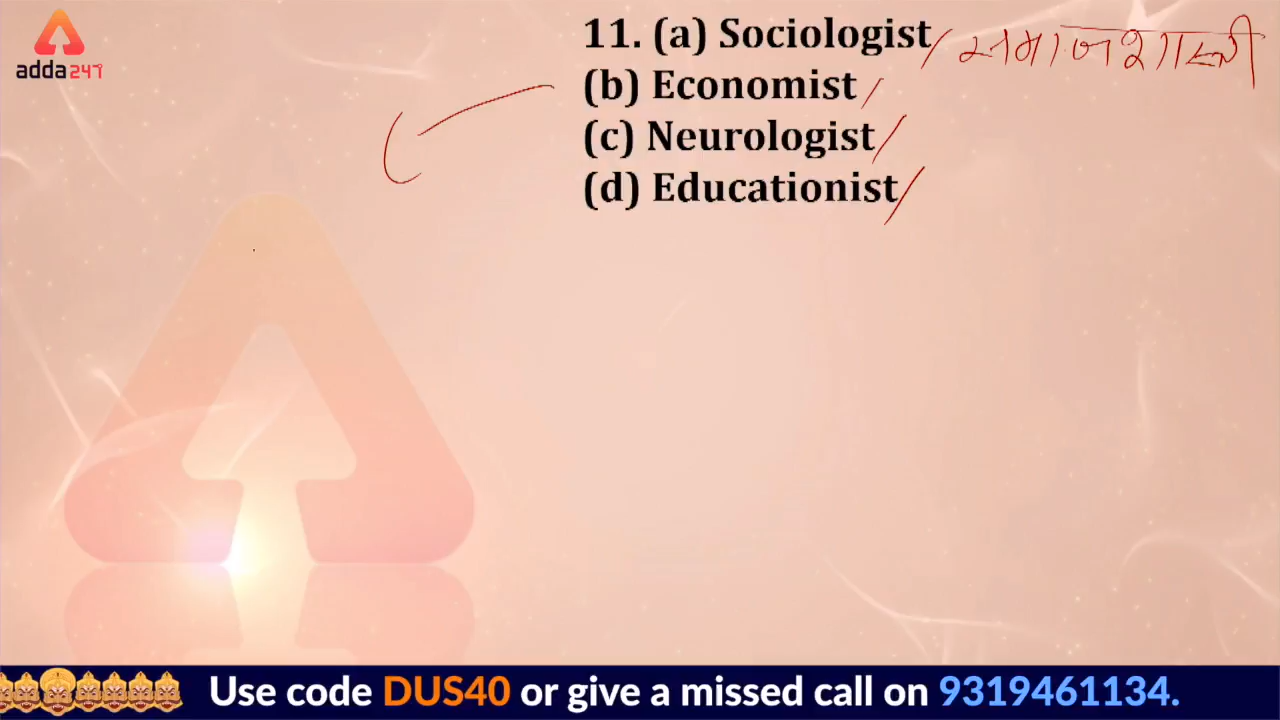 adda247
11. (a) Sociologist/ समाजशास्त्री
(b) Economist/
(c) Neurologist/
(d) Educationist/
Use code DUS40 or give a missed call on 9319461134.